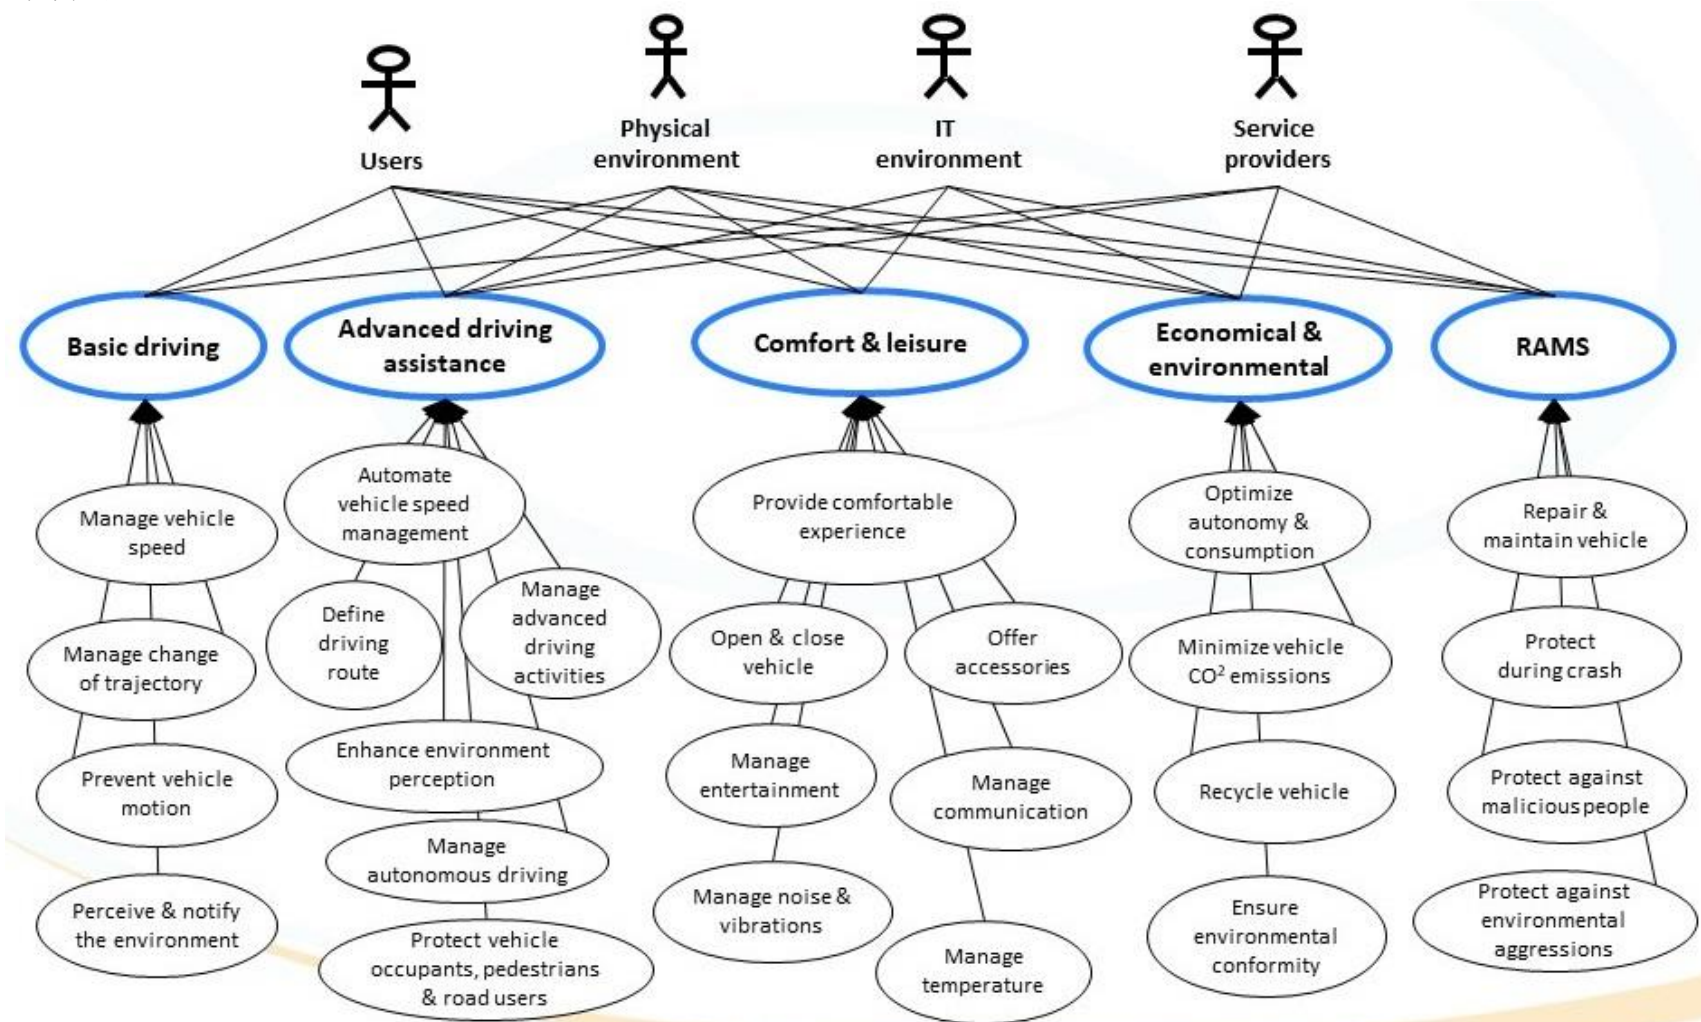 Users
Physical
environment
IT
environment
Service
providers
Basic driving
Advanced driving
assistance
Comfort & leisure
Economical &
environmental
RAMS
Manage vehicle
speed
Manage change
of trajectory
Prevent vehicle
motion
Perceive & notify
the environment
Automate
vehicle speed
management
Define
driving
route
Manage
advanced
driving
activities
Enhance environment
perception
Manage
autonomous driving
Protect vehicle
occupants, pedestrians
& road users
Provide comfortable
experience
Open & close
vehicle
Offer
accessories
Manage
entertainment
Manage
communication
Manage noise &
vibrations
Manage
temperature
Optimize
autonomy &
consumption
Minimize vehicle
CO² emissions
Recycle vehicle
Ensure
environmental
conformity
Repair &
maintain vehicle
Protect
during crash
Protect against
malicious people
Protect against
environmental
aggressions